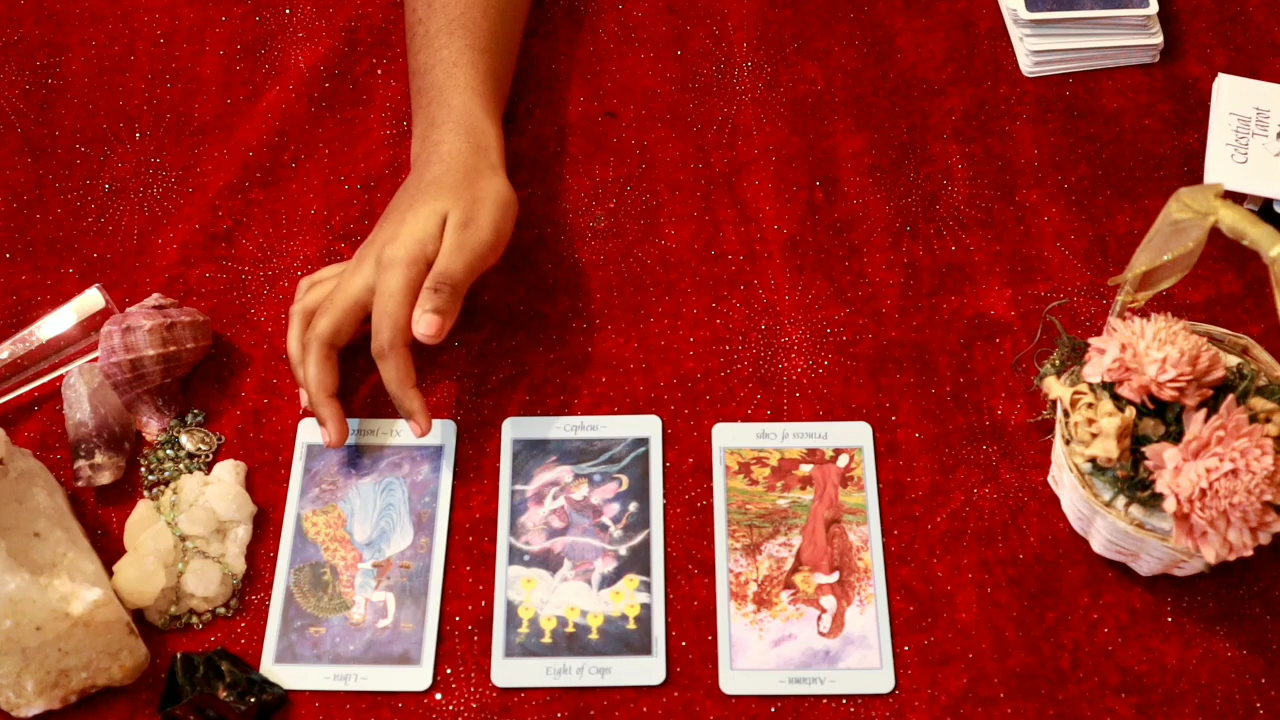 Celestial
Tarot
XI–Justice
–Libra–
–Cepheus–
Eight of Cups
Princess of Cups
–Autumn–